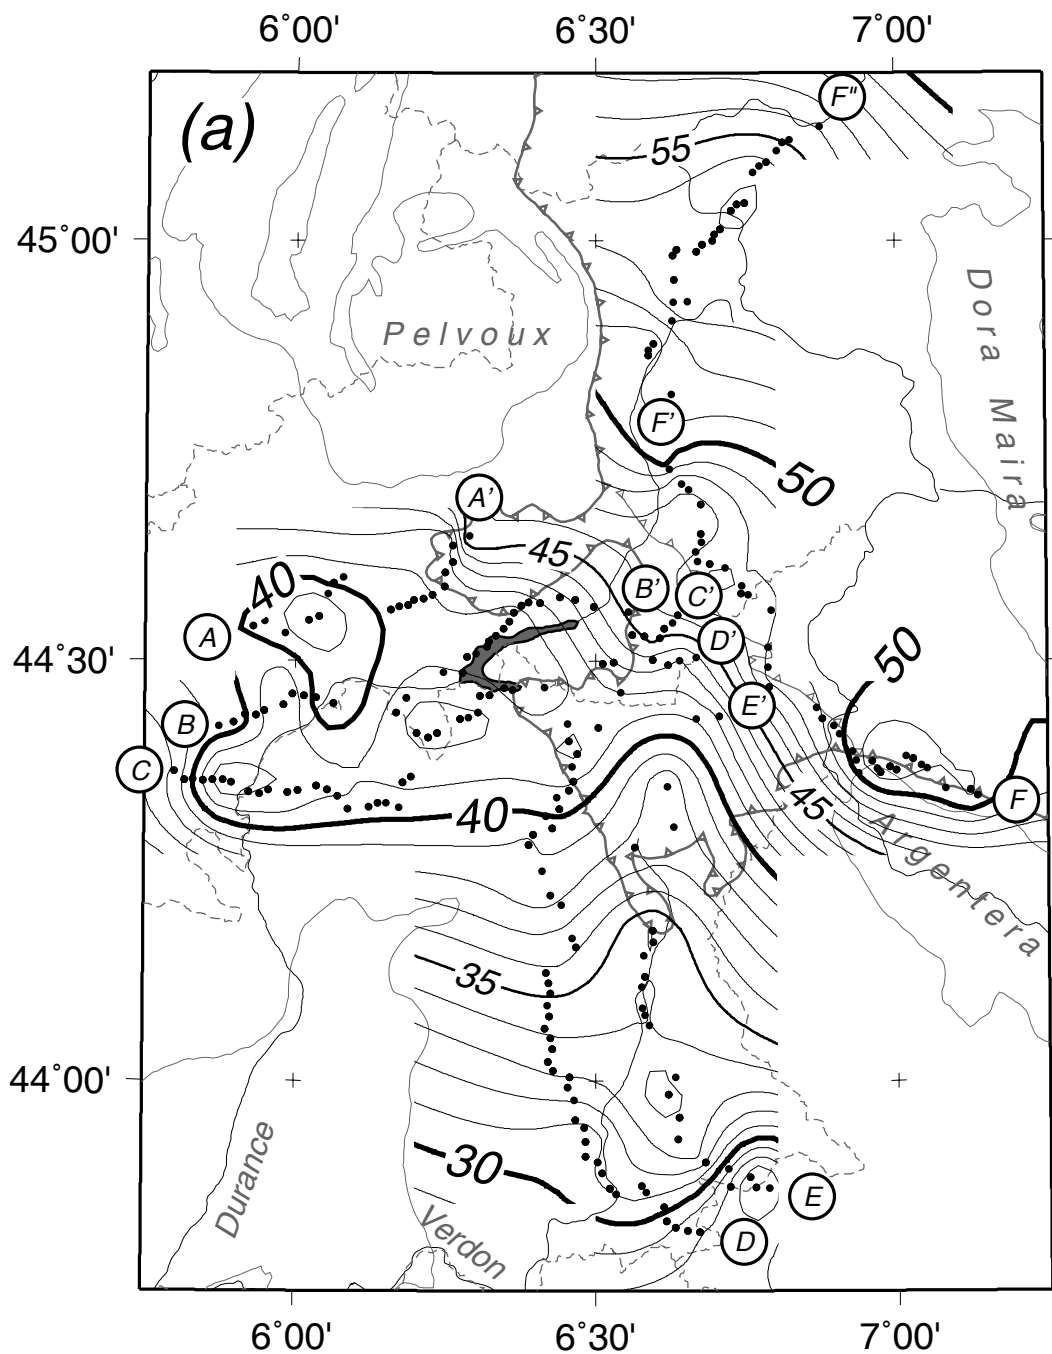 6°00' 6°30' 7°00'
(a)
F"
55
45°00'
Pelvoux
Dora Maira
F'
50
A'
45
40
B'
C'
A
D'
44°30'
50
E'
B
C
45
F
40
Argentera
35
44°00'
30
Durance
Verdon
E
D
6°00' 6°30' 7°00'